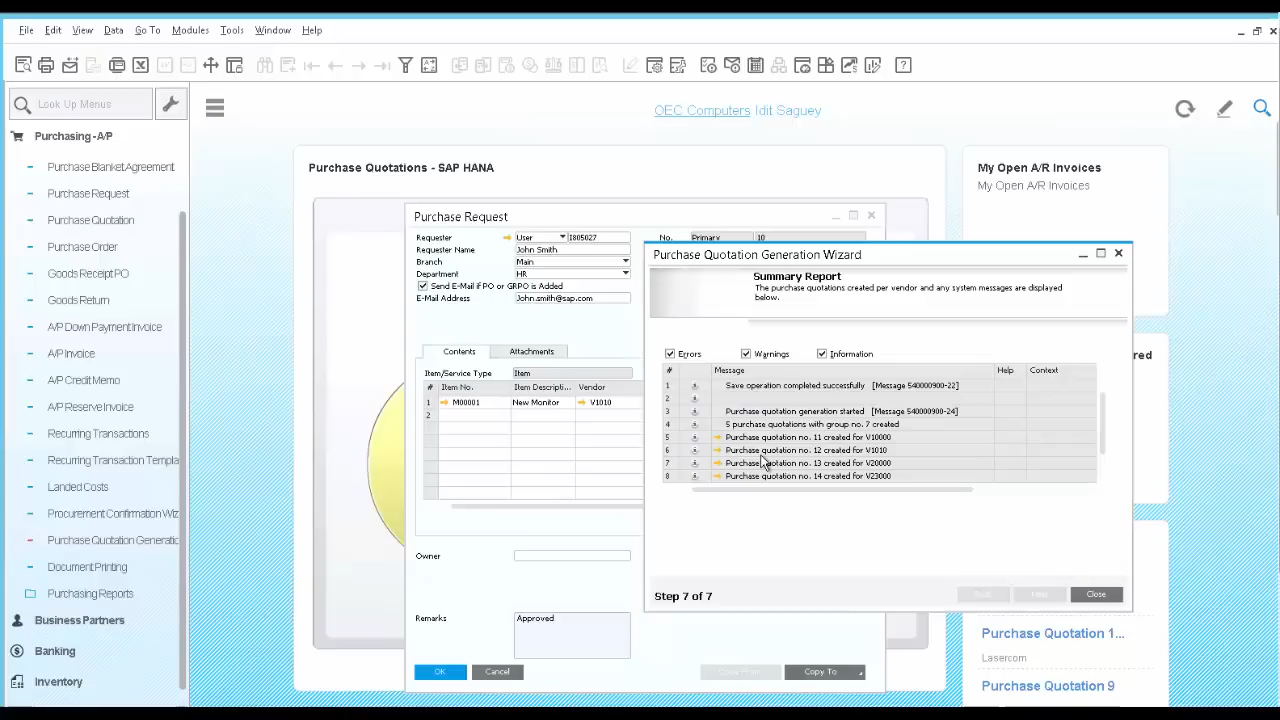 File Edit View Data Go To Modules Tools Window Help
Look Up Menus
OEC Computers Idit Saguey
Purchasing - A/P
Purchase Blanket Agreement
Purchase Request
Purchase Quotation
Purchase Order
Goods Receipt PO
Goods Return
A/P Down Payment Invoice
A/P Invoice
A/P Credit Memo
A/P Reserve Invoice
Recurring Transactions
Recurring Transaction Templa
Landed Costs
Procurement Confirmation Wiz
Purchase Quotation Generatio
Document Printing
Purchasing Reports
Business Partners
Banking
Inventory
Purchase Quotations - SAP HANA
My Open A/R Invoices
My Open A/R Invoices
red
Purchase Quotation 1...
Lasercom
Purchase Quotation 9
Purchase Request
Requester User I805027 No. Primary 10
Requester Name John Smith
Branch Main
Department HR
Send E-Mail if PO or GRPO is Added
E-Mail Address John.smith@sap.com
Contents Attachments
Item/Service Type Item
# Item No. Item Descripti... Vendor
1 M00001 New Monitor V1010
2
Owner
Remarks Approved
OK Cancel Copy To
Purchase Quotation Generation Wizard
Summary Report
The purchase quotations created per vendor and any system messages are displayed
below.
Errors Warnings Information
# Message Help Context
1 Save operation completed successfully [Message 540000900-22]
2
3 Purchase quotation generation started [Message 540000900-24]
4 5 purchase quotations with group no. 7 created
5 Purchase quotation no. 11 created for V10000
6 Purchase quotation no. 12 created for V1010
7 Purchase quotation no. 13 created for V20000
8 Purchase quotation no. 14 created for V23000
Step 7 of 7
Close